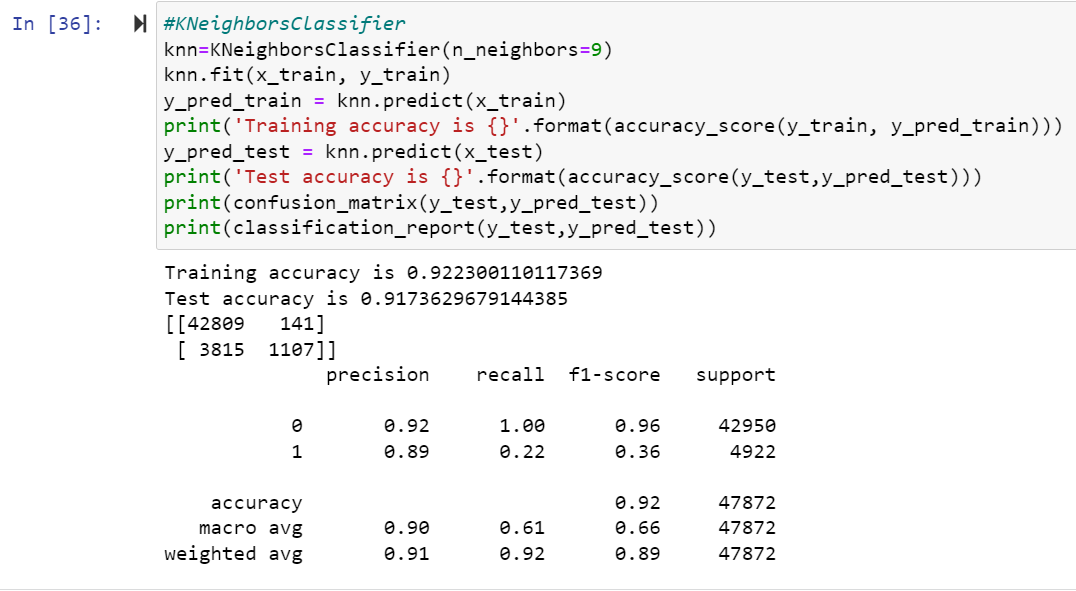 In [36]:
#KNeighborsClassifier
knn=KNeighborsClassifier(n_neighbors=9)
knn.fit(x_train, y_train)
y_pred_train = knn.predict(x_train)
print('Training accuracy is {}'.format(accuracy_score(y_train, y_pred_train)))
y_pred_test = knn.predict(x_test)
print('Test accuracy is {}'.format(accuracy_score(y_test,y_pred_test)))
print(confusion_matrix(y_test,y_pred_test))
print(classification_report(y_test,y_pred_test))
Training accuracy is 0.922300110117369
Test accuracy is 0.9173629679144385
[[42809   141]
 [ 3815  1107]]
              precision    recall  f1-score   support
           0       0.92      1.00      0.96     42950
           1       0.89      0.22      0.36      4922
    accuracy                           0.92     47872
   macro avg       0.90      0.61      0.66     47872
weighted avg       0.91      0.92      0.89     47872